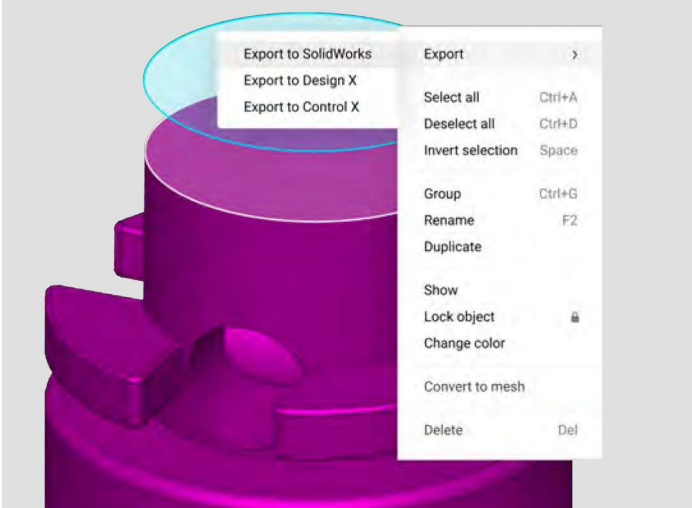 Export to SolidWorks
Export to Design X
Export to Control X
Export >
Select all Ctrl+A
Deselect all Ctrl+D
Invert selection Space
Group Ctrl+G
Rename F2
Duplicate
Show
Lock object
Change color
Convert to mesh
Delete Del